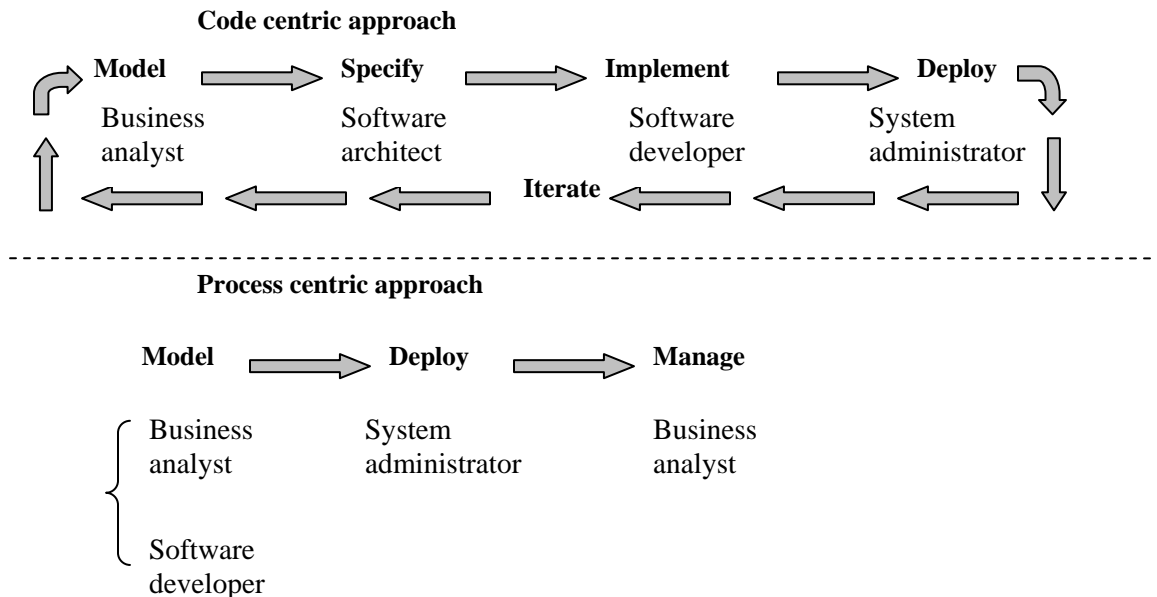 Code centric approach
Model Specify Implement Deploy
Business Software Software System
analyst architect developer administrator
Iterate
Process centric approach
Model Deploy Manage
Business System Business
analyst administrator analyst
Software
developer